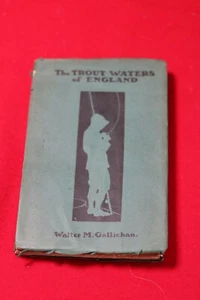 The TROUT WATERS
of ENGLAND
Walter M. Gallichan.